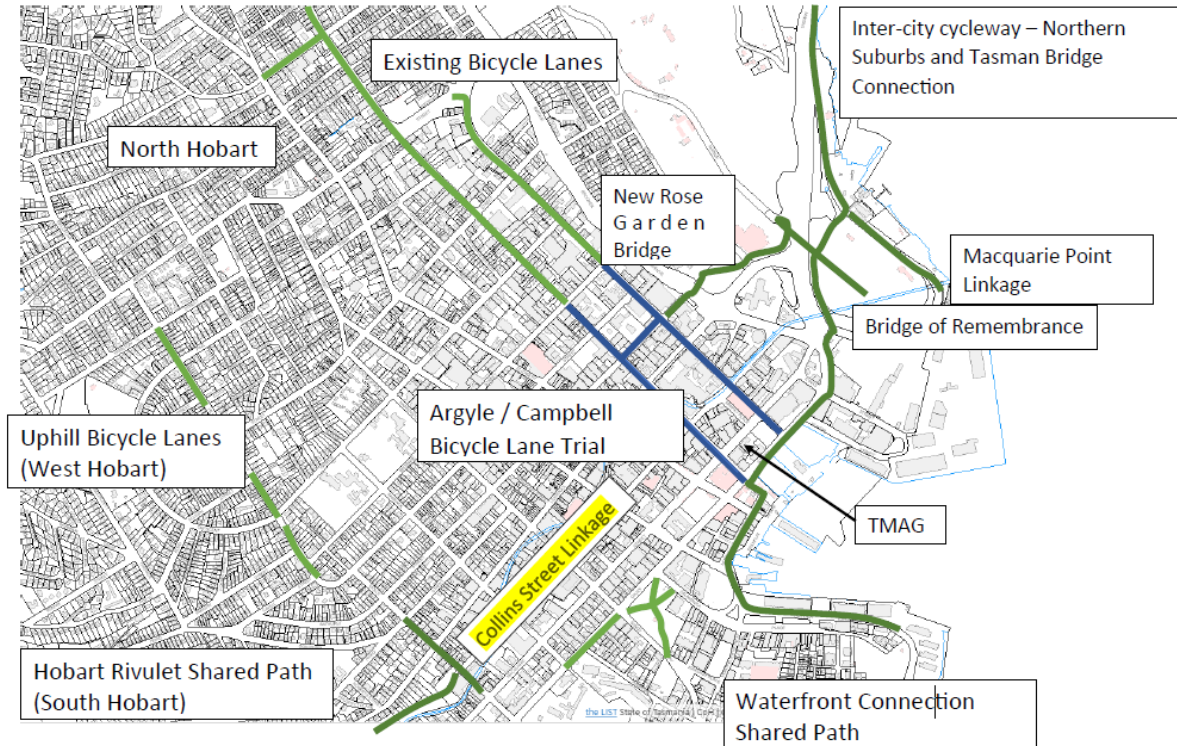 Inter-city cycleway – Northern
Suburbs and Tasman Bridge
Connection
Existing Bicycle Lanes
North Hobart
New Rose
G a r d e n
Bridge
Macquarie Point
Linkage
Bridge of Remembrance
Argyle / Campbell
Bicycle Lane Trial
Uphill Bicycle Lanes
(West Hobart)
TMAG
Collins Street Linkage
Hobart Rivulet Shared Path
(South Hobart)
Waterfront Connection
Shared Path
the LIST State of Tasmania